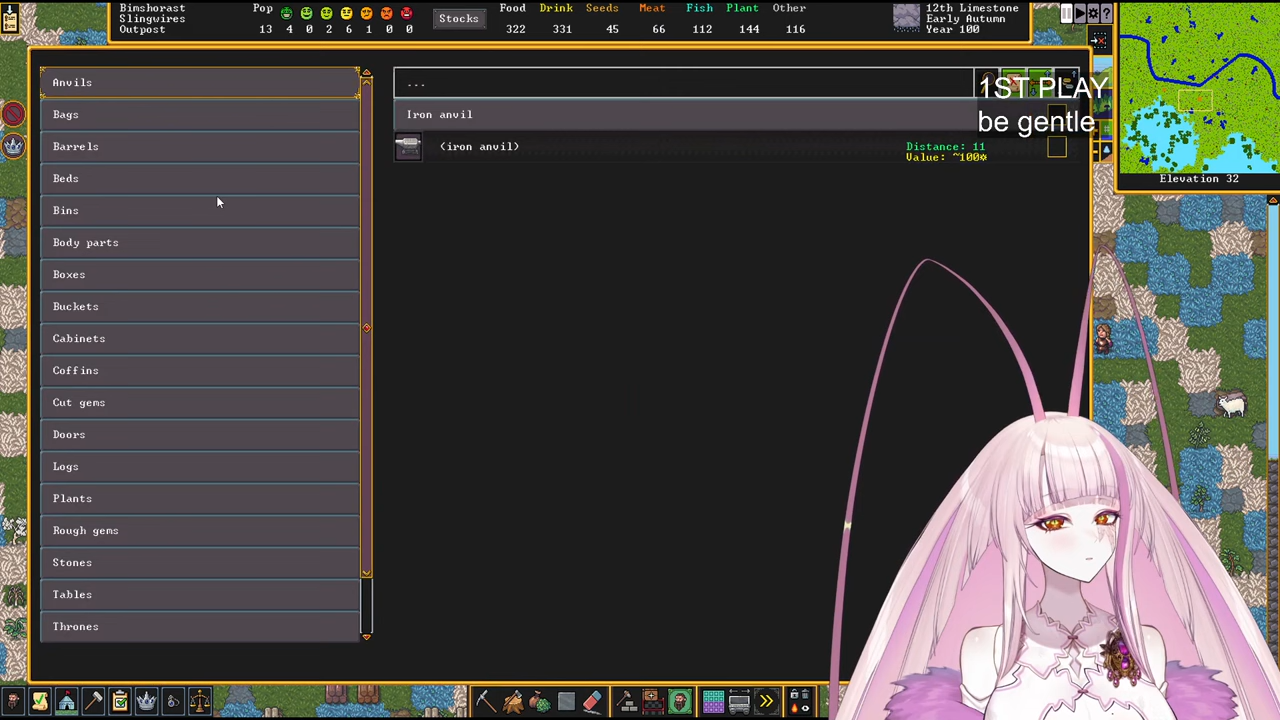 Binshorast
Slingwires
Outpost
Pop
13 4 0 2 6 1 0 0
Stocks
Food Drink Seeds Meat Fish Plant Other
322 331 45 66 112 144 116
12th Limestone
Early Autumn
Year 100
Elevation 32
1ST PLAY
be gentle
...
Iron anvil
(iron anvil)
Distance: 11
Value: ~100☼
Anvils
Bags
Barrels
Beds
Bins
Body parts
Boxes
Buckets
Cabinets
Coffins
Cut gems
Doors
Logs
Plants
Rough gems
Stones
Tables
Thrones